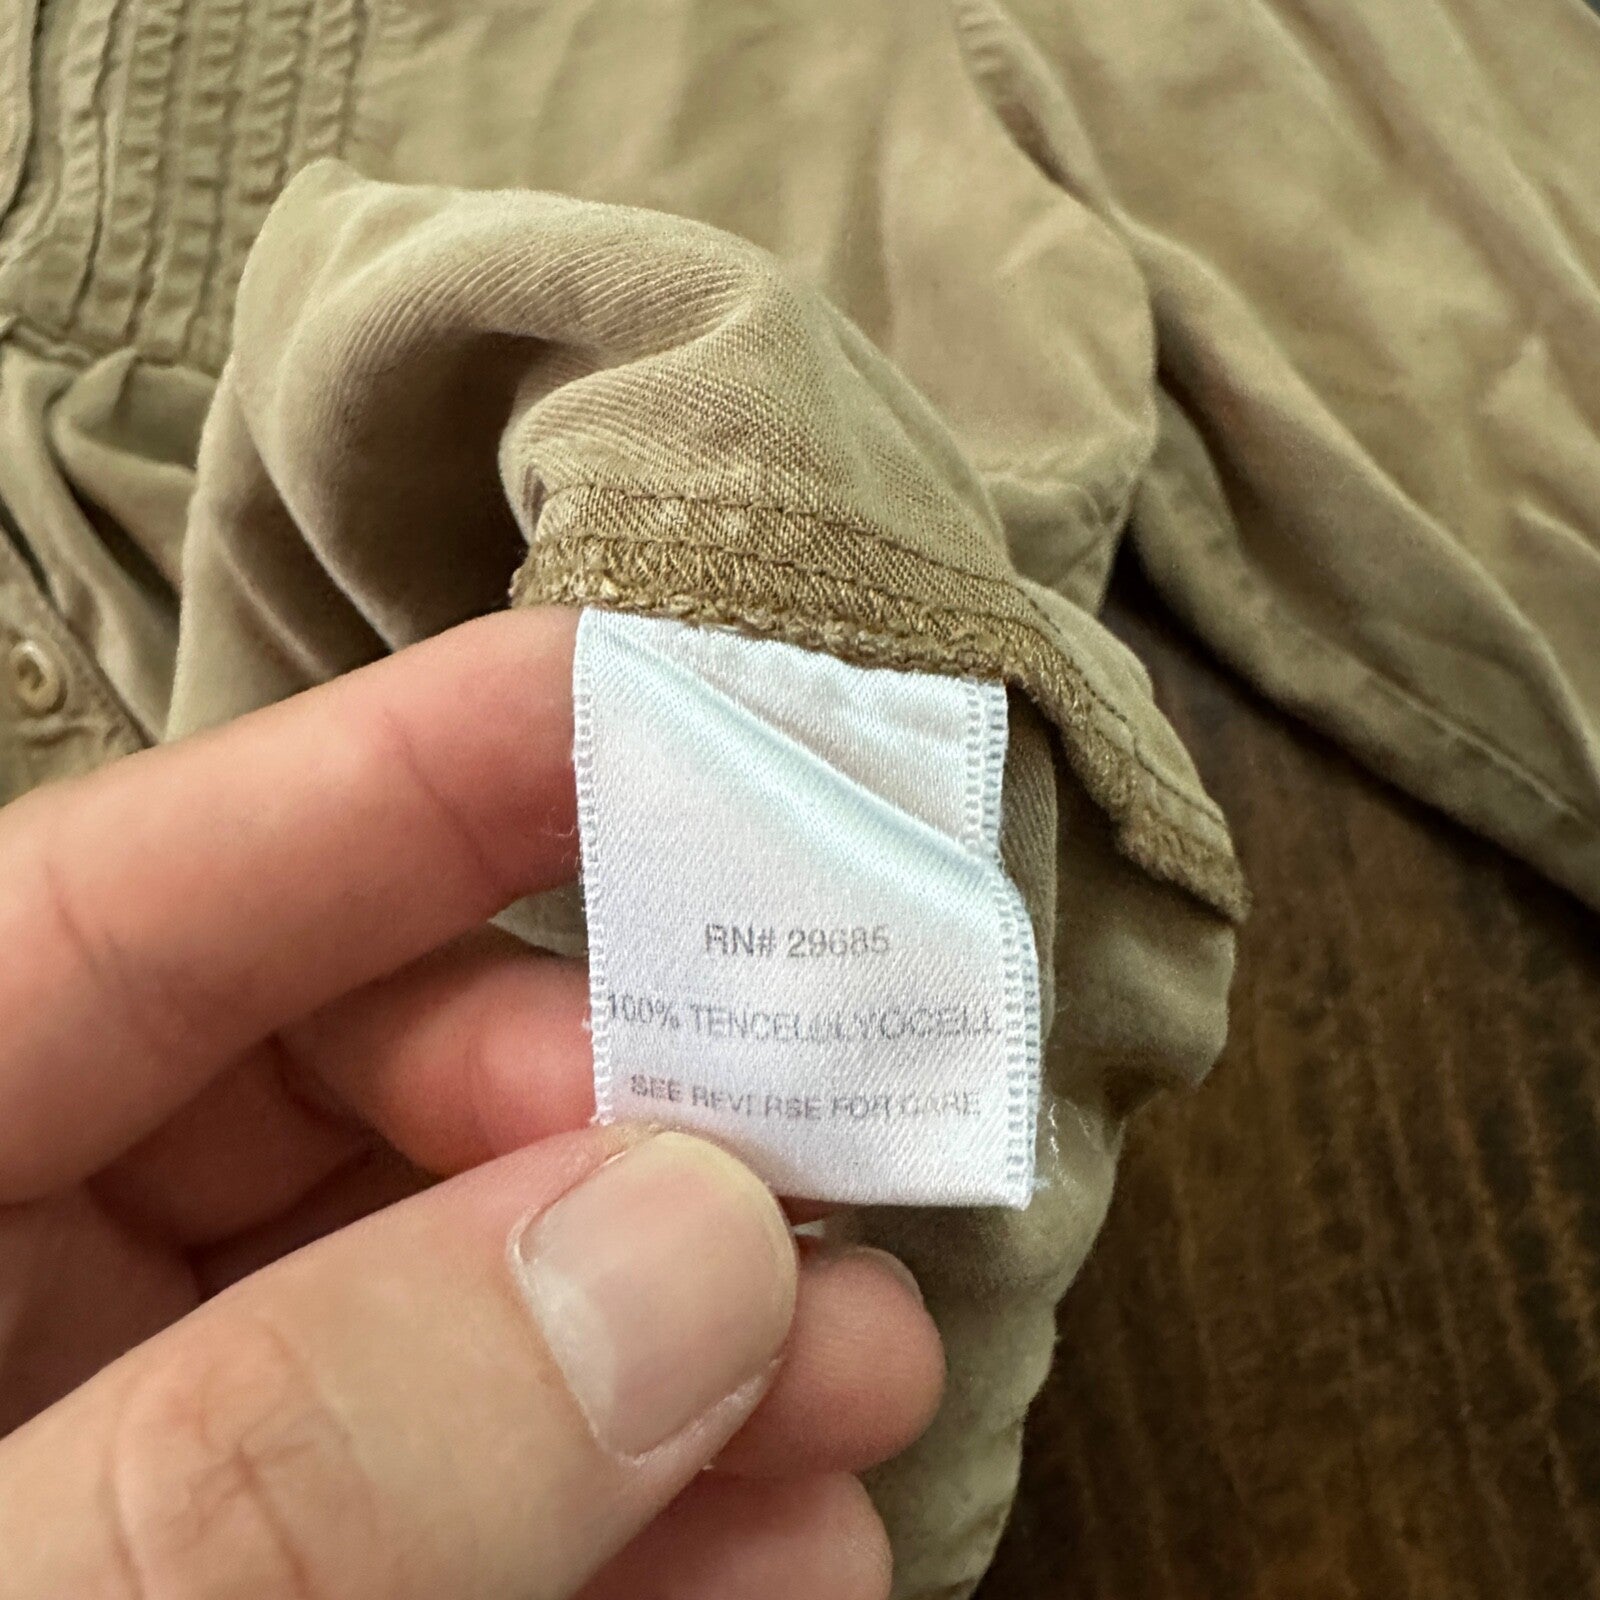 RN# 29685
100% TENCEL LYOCELL
SEE REVERSE FOR CARE